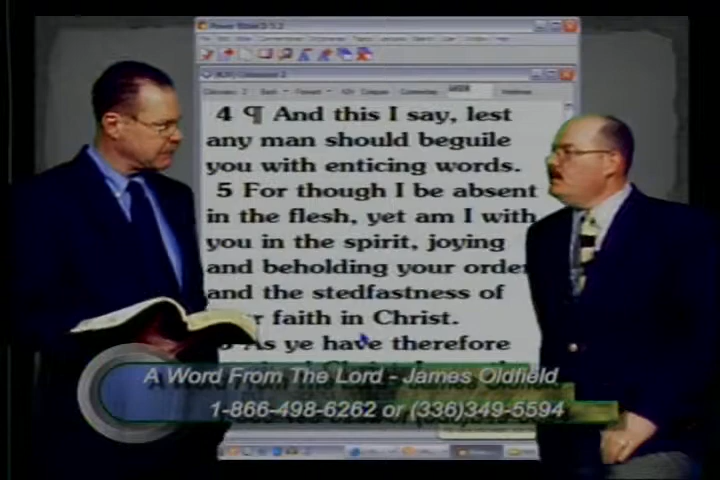 4 ¶ And this I say, lest
any man should beguile
you with enticing words.
5 For though I be absent
in the flesh, yet am I with
you in the spirit, joying
and beholding your order
and the stedfastness of
faith in Christ.
As ye have therefore
A Word From The Lord - James Oldfield
1-866-498-6262 or (336)349-5594